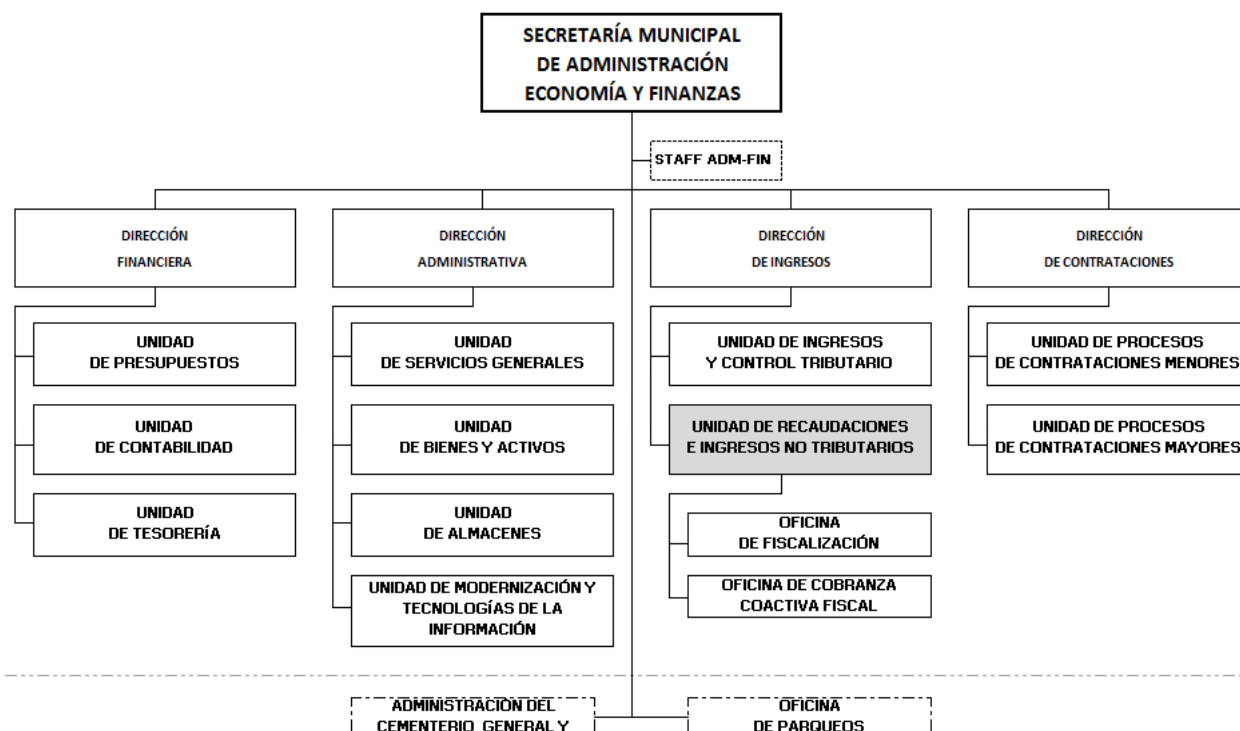 SECRETARÍA MUNICIPAL
DE ADMINISTRACIÓN
ECONOMÍA Y FINANZAS
STAFF ADM-FIN
DIRECCIÓN
FINANCIERA
UNIDAD
DE PRESUPUESTOS
UNIDAD
DE CONTABILIDAD
UNIDAD
DE TESORERÍA
DIRECCIÓN
ADMINISTRATIVA
UNIDAD
DE SERVICIOS GENERALES
UNIDAD
DE BIENES Y ACTIVOS
UNIDAD
DE ALMACENES
UNIDAD DE MODERNIZACIÓN Y
TECNOLOGÍAS DE LA
INFORMACIÓN
DIRECCIÓN
DE INGRESOS
UNIDAD DE INGRESOS
Y CONTROL TRIBUTARIO
UNIDAD DE RECAUDACIONES
E INGRESOS NO TRIBUTARIOS
OFICINA
DE FISCALIZACIÓN
OFICINA DE COBRANZA
COACTIVA FISCAL
DIRECCIÓN
DE CONTRATACIONES
UNIDAD DE PROCESOS
DE CONTRATACIONES MENORES
UNIDAD DE PROCESOS
DE CONTRATACIONES MAYORES
ADMINISTRACIÓN DEL
CEMENTERIO GENERAL Y
OFICINA
DE PARQUEOS